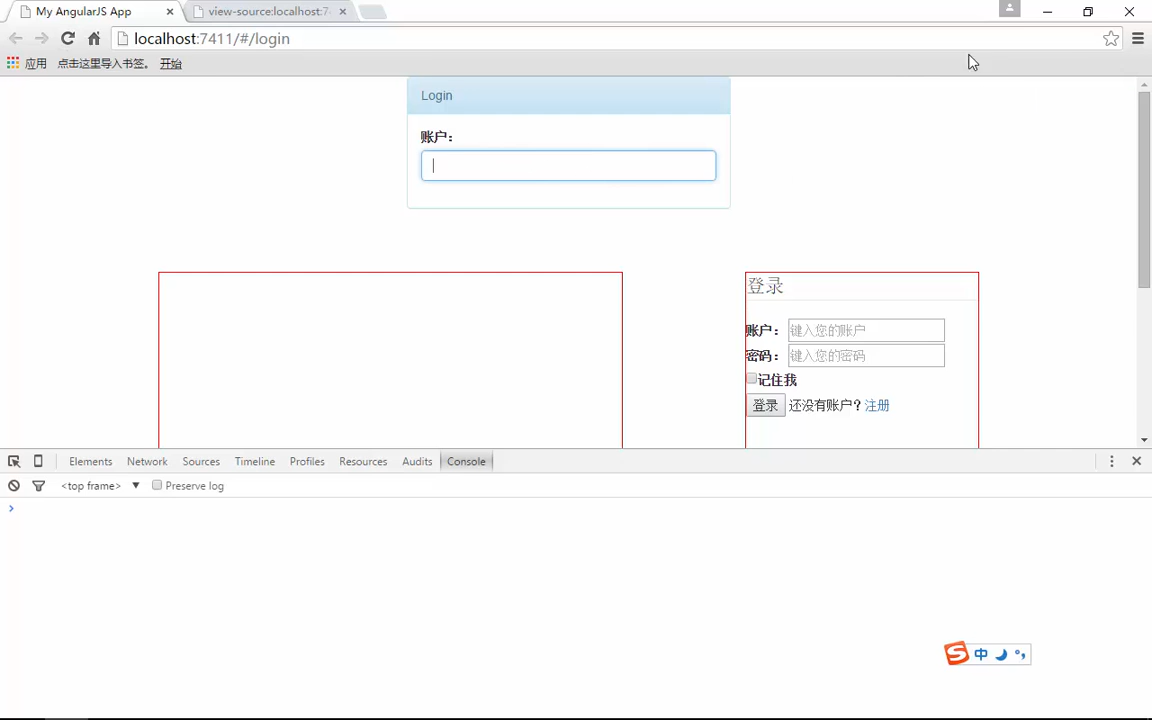 My AngularJS App
view-source:localhost:7
localhost:7411/#/login
应用 点击这里导入书签。 开始
Login
账户：
登录
账户： 键入您的账户
密码： 键入您的密码
记住我
登录 还没有账户？注册
Elements Network Sources Timeline Profiles Resources Audits Console
<top frame> Preserve log
中